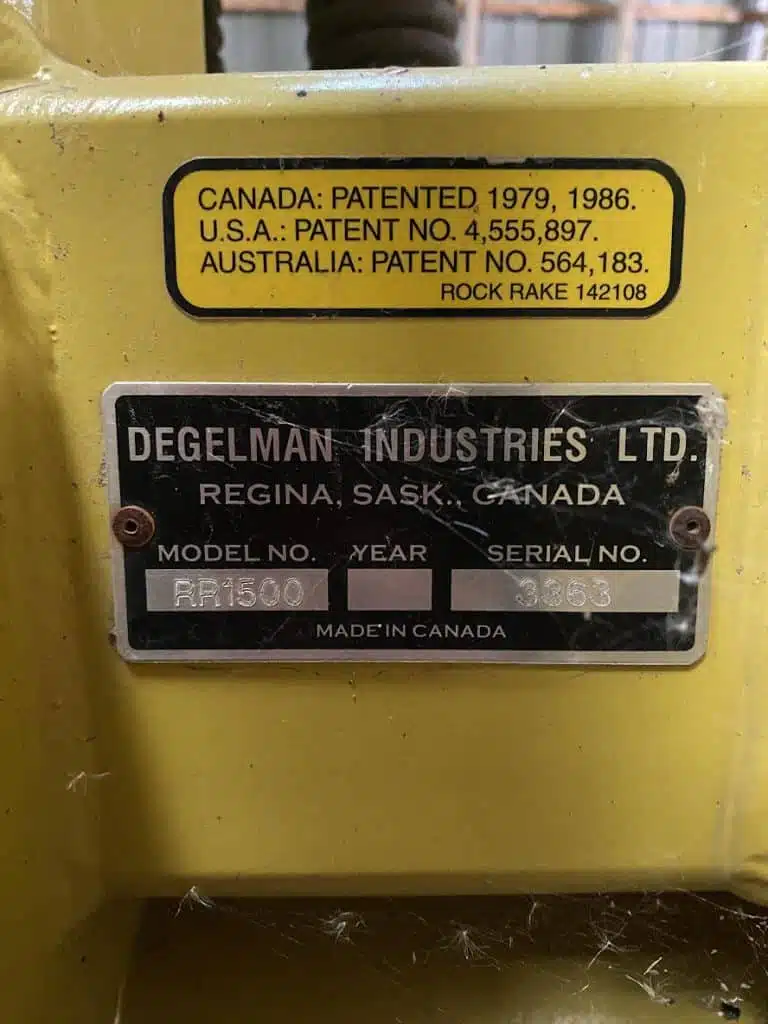 CANADA: PATENTED 1979, 1986.
U.S.A.: PATENT NO. 4,555,897.
AUSTRALIA: PATENT NO. 564,183.
ROCK RAKE 142108
DEGELMAN INDUSTRIES LTD.
REGINA, SASK., CANADA
MODEL NO. YEAR SERIAL NO.
RR1500 3363
MADE IN CANADA